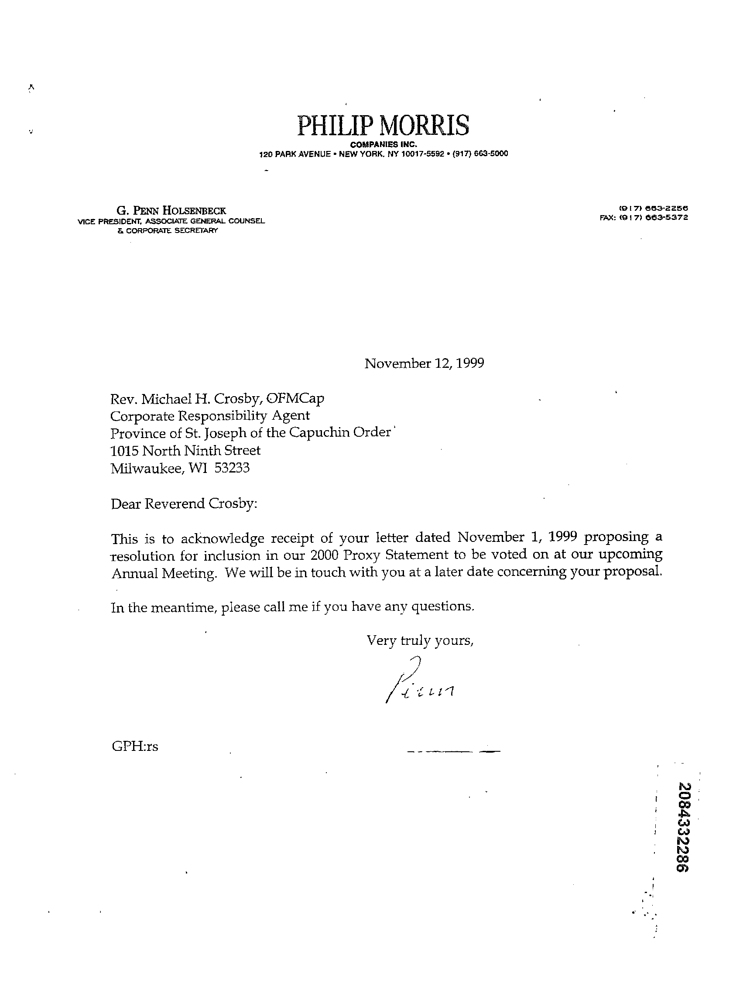 PHILIP MORRIS
COMPANIES INC.
120 PARK AVENUE • NEW YORK, NY 10017-5592 • (917) 663-5000
G. PENN HOLSENBECK
VICE PRESIDENT, ASSOCIATE GENERAL COUNSEL
& CORPORATE SECRETARY
(917) 663-2256
FAX: (917) 663-5372
November 12, 1999
Rev. Michael H. Crosby, OFMCap
Corporate Responsibility Agent
Province of St. Joseph of the Capuchin Order
1015 North Ninth Street
Milwaukee, WI 53233
Dear Reverend Crosby:
This is to acknowledge receipt of your letter dated November 1, 1999 proposing a
resolution for inclusion in our 2000 Proxy Statement to be voted on at our upcoming
Annual Meeting. We will be in touch with you at a later date concerning your proposal.
In the meantime, please call me if you have any questions.
Very truly yours,
Penn
GPH:rs
2084332286